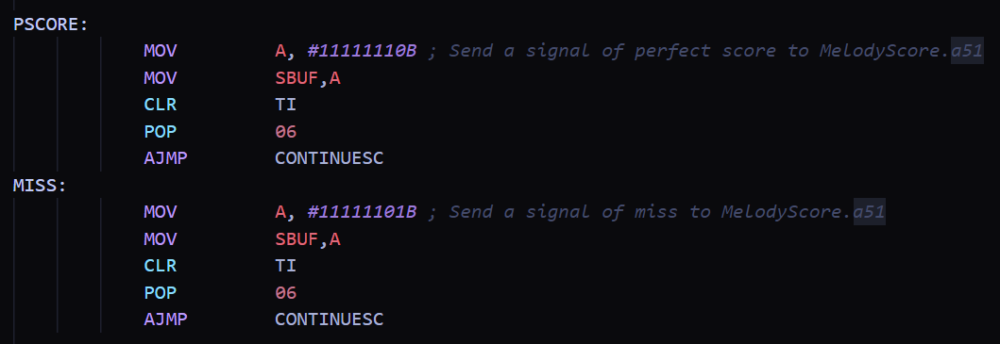 PSCORE:
MOV A, #11111110B ; Send a signal of perfect score to MelodyScore.a51
MOV SBUF,A
CLR TI
POP 06
AJMP CONTINUESC
MISS:
MOV A, #11111101B ; Send a signal of miss to MelodyScore.a51
MOV SBUF,A
CLR TI
POP 06
AJMP CONTINUESC